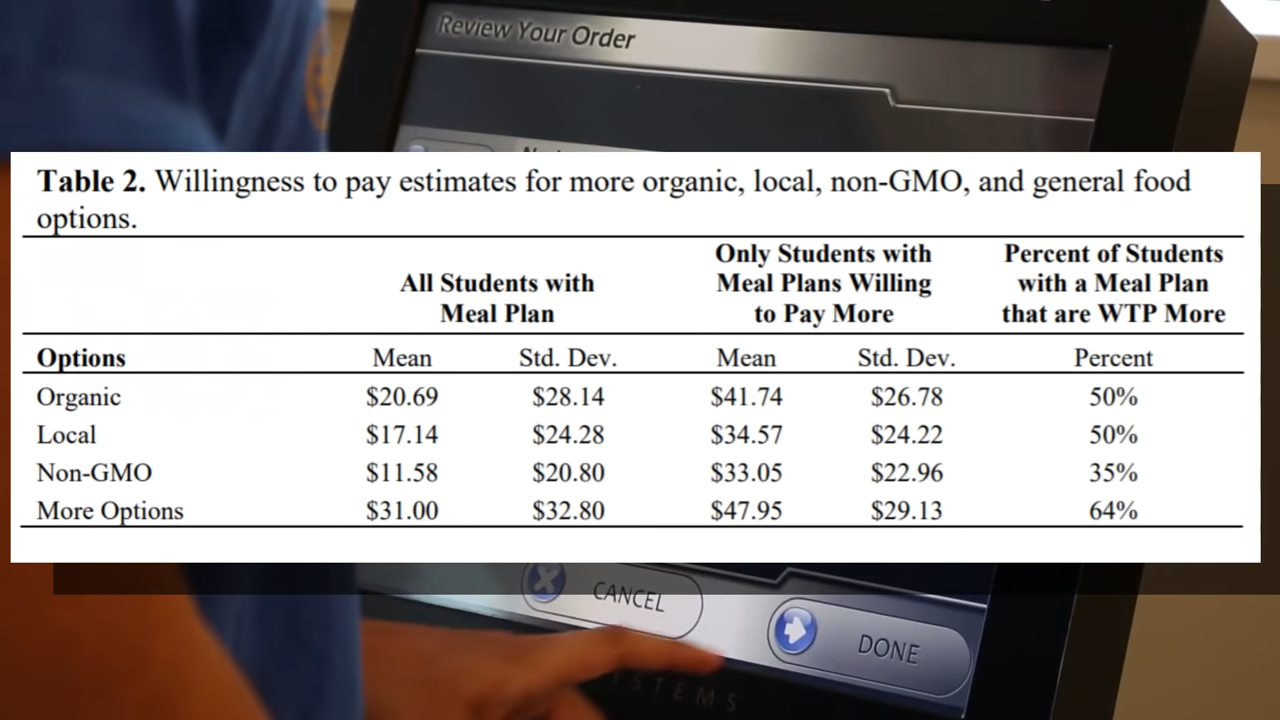 Review Your Order
Table 2. Willingness to pay estimates for more organic, local, non-GMO, and general food
options.
All Students with
Meal Plan
Only Students with
Meal Plans Willing
to Pay More
Percent of Students
with a Meal Plan
that are WTP More
Options Mean Std. Dev. Mean Std. Dev. Percent
Organic $20.69 $28.14 $41.74 $26.78 50%
Local $17.14 $24.28 $34.57 $24.22 50%
Non-GMO $11.58 $20.80 $33.05 $22.96 35%
More Options $31.00 $32.80 $47.95 $29.13 64%
CANCEL
DONE